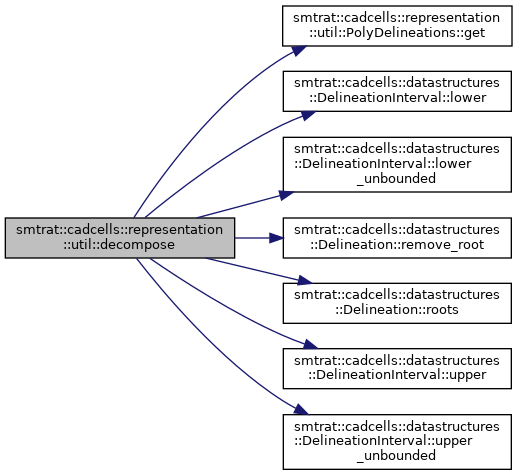 smtrat::cadcells::representation
::util::PolyDelineations::get
smtrat::cadcells::datastructures
::DelineationInterval::lower
smtrat::cadcells::datastructures
::DelineationInterval::lower
_unbounded
smtrat::cadcells::representation
::util::decompose
smtrat::cadcells::datastructures
::Delineation::remove_root
smtrat::cadcells::datastructures
::Delineation::roots
smtrat::cadcells::datastructures
::DelineationInterval::upper
smtrat::cadcells::datastructures
::DelineationInterval::upper
_unbounded